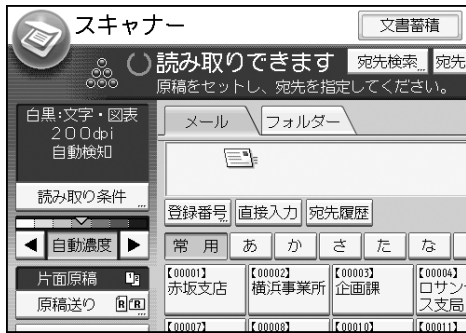 スキャナー
文書蓄積
読み取りできます
宛先検索...
宛先
原稿をセットし、宛先を指定してください。
白黒:文字・図表
200dpi
自動検知
読み取り条件...
◀ 自動濃度 ▶
片面原稿
原稿送り
メール
フォルダー
登録番号...
直接入力
宛先履歴
常用
あ
か
さ
た
な
【00001】
赤坂支店
【00002】
横浜事業所
【00003】
企画課
【00004】
ロサン
ス支局
【00007】
【00008】
【00010】
【00011】